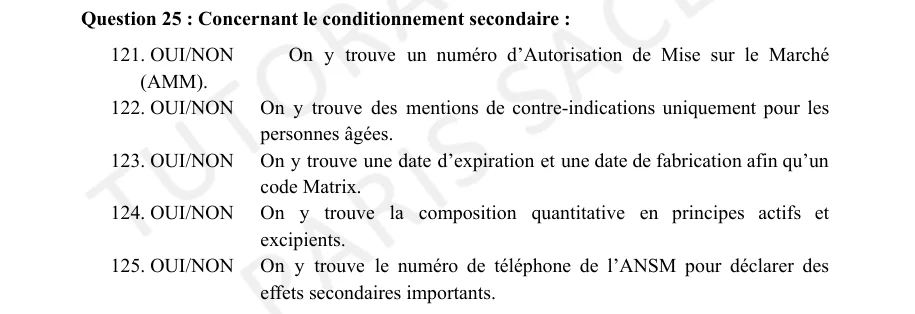 Question 25 : Concernant le conditionnement secondaire :
121. OUI/NON On y trouve un numéro d’Autorisation de Mise sur le Marché
(AMM).
122. OUI/NON On y trouve des mentions de contre-indications uniquement pour les
personnes âgées.
123. OUI/NON On y trouve une date d’expiration et une date de fabrication afin qu’un
code Matrix.
124. OUI/NON On y trouve la composition quantitative en principes actifs et
excipients.
125. OUI/NON On y trouve le numéro de téléphone de l’ANSM pour déclarer des
effets secondaires importants.
TUTORA
PARIS SACL